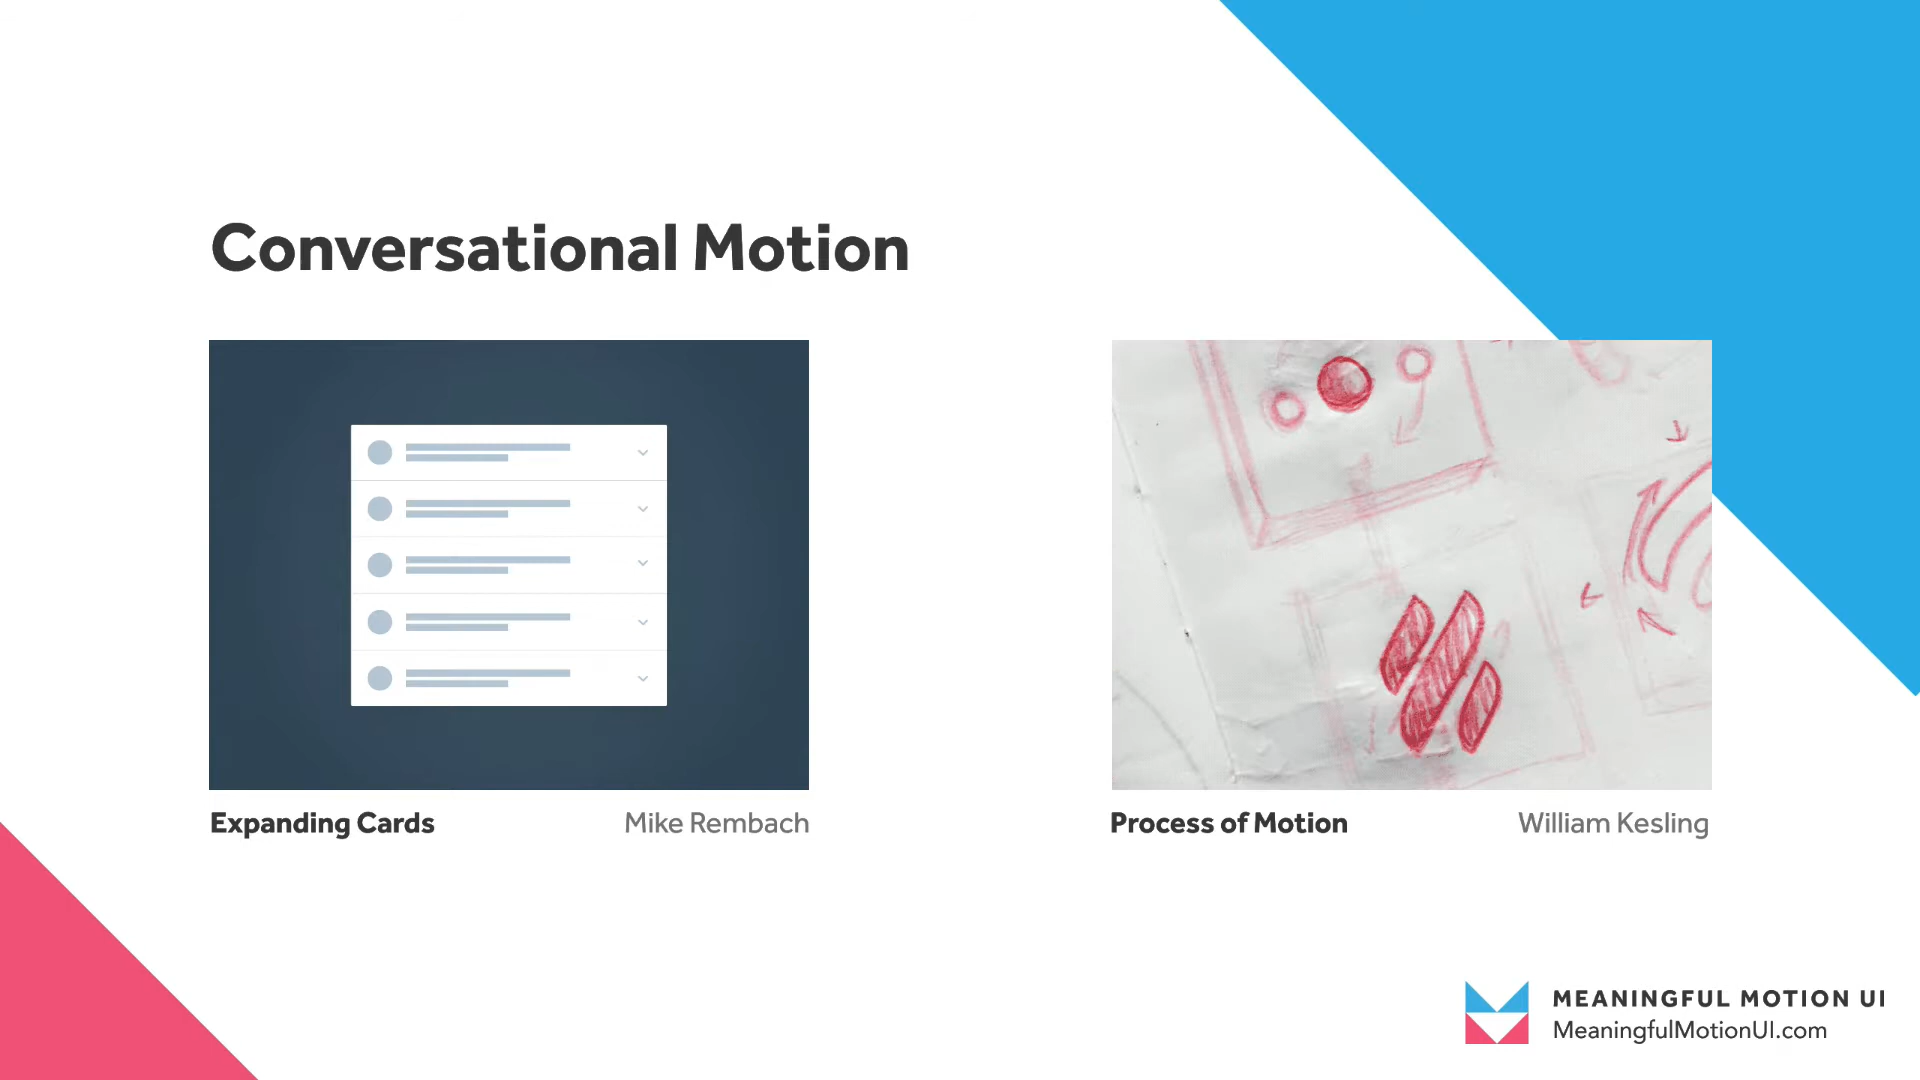 Conversational Motion
Expanding Cards
Mike Rembach
Process of Motion
William Kesling
MEANINGFUL MOTION UI
MeaningfulMotionUI.com